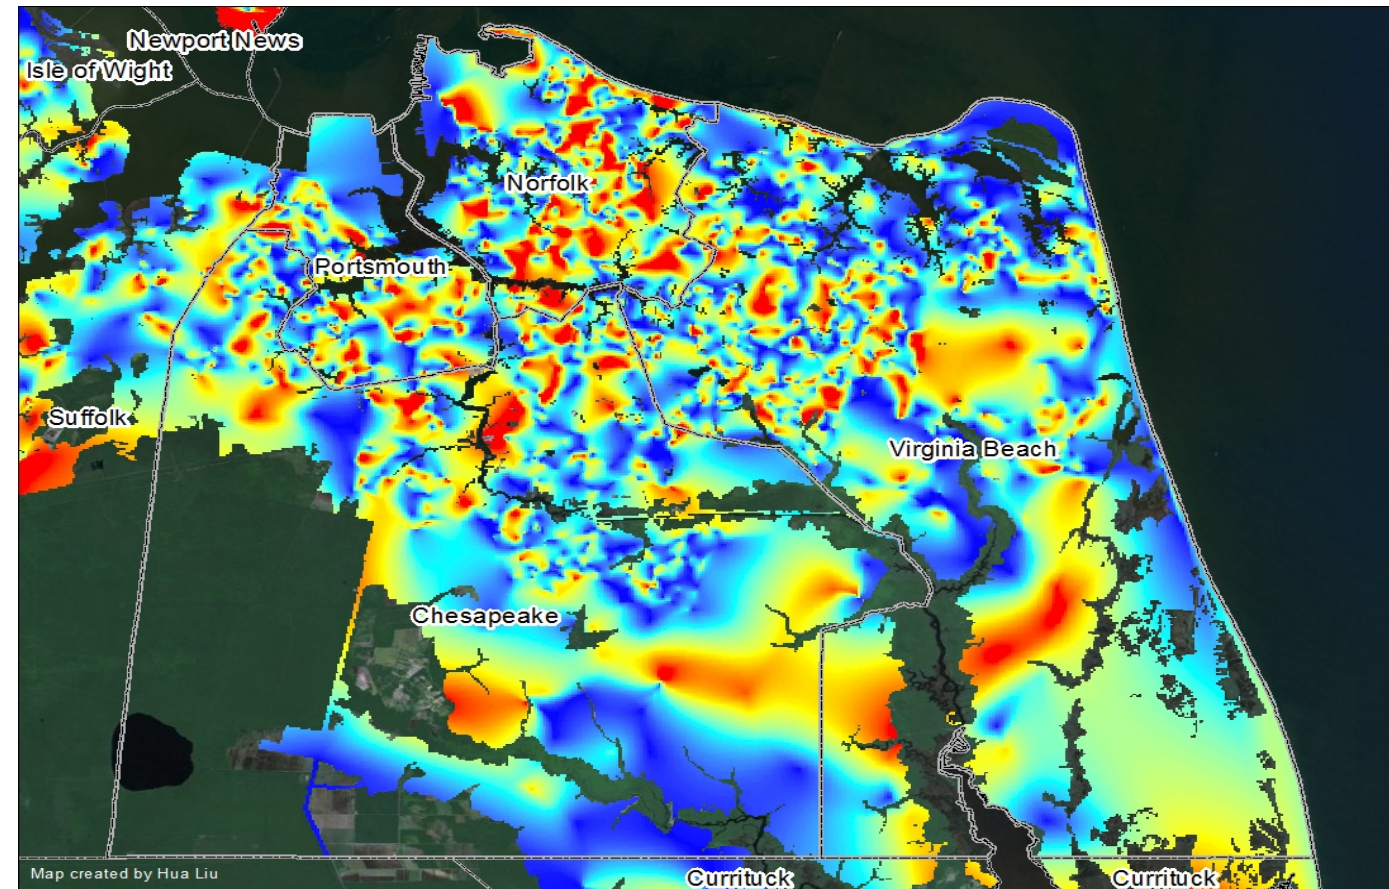 Newport News
Isle of Wight
Norfolk
Portsmouth
Suffolk
Virginia Beach
Chesapeake
Map created by Hua Liu
Currituck
Currituck